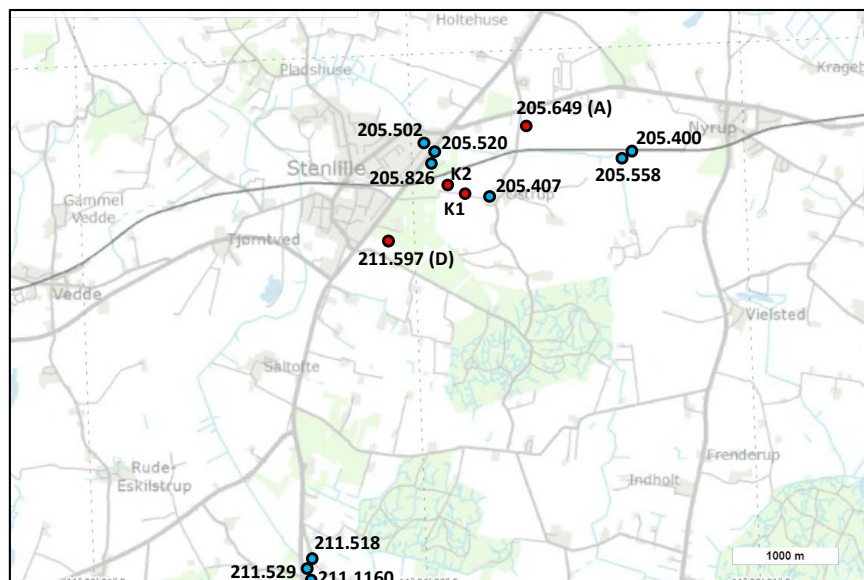 Holtehuse
Pladshuse
Krageb
205.649 (A)
205.502
205.520
205.400
Nyrup
Stenlille
205.826
K2
205.558
205.407
K1
Ostrup
Gammel
Vedde
Tjørntved
211.597 (D)
Vedde
Vielsted
Saltofte
Frenderup
Rude-
Eskilstrup
Indholt
211.518
1000 m
211.529
211.1160